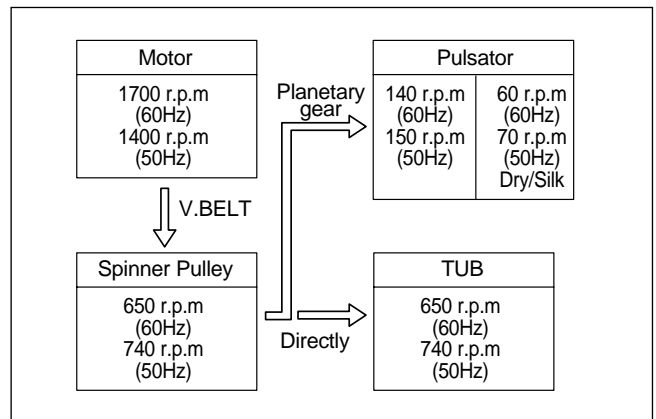 Motor
1700 r.p.m
(60Hz)
1400 r.p.m
(50Hz)
V.BELT
Spinner Pulley
650 r.p.m
(60Hz)
740 r.p.m
(50Hz)
Planetary
gear
Directly
Pulsator
140 r.p.m
(60Hz)
150 r.p.m
(50Hz)
60 r.p.m
(60Hz)
70 r.p.m
(50Hz)
Dry/Silk
TUB
650 r.p.m
(60Hz)
740 r.p.m
(50Hz)